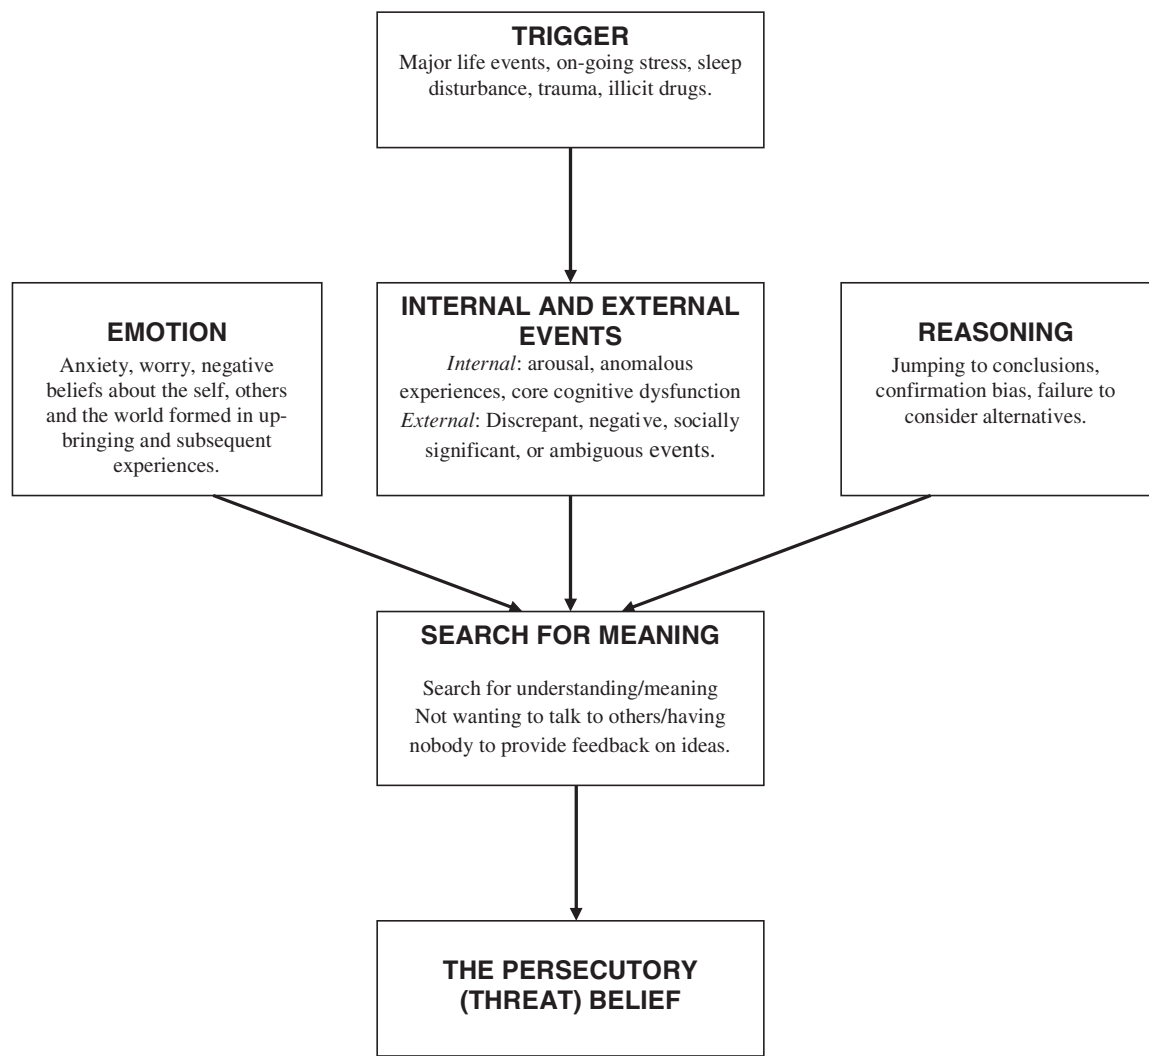 TRIGGER
Major life events, on-going stress, sleep
disturbance, trauma, illicit drugs.
EMOTION
Anxiety, worry, negative
beliefs about the self, others
and the world formed in up-
bringing and subsequent
experiences.
INTERNAL AND EXTERNAL
EVENTS
Internal: arousal, anomalous
experiences, core cognitive dysfunction
External: Discrepant, negative, socially
significant, or ambiguous events.
REASONING
Jumping to conclusions,
confirmation bias, failure to
consider alternatives.
SEARCH FOR MEANING
Search for understanding/meaning
Not wanting to talk to others/having
nobody to provide feedback on ideas.
THE PERSECUTORY
(THREAT) BELIEF